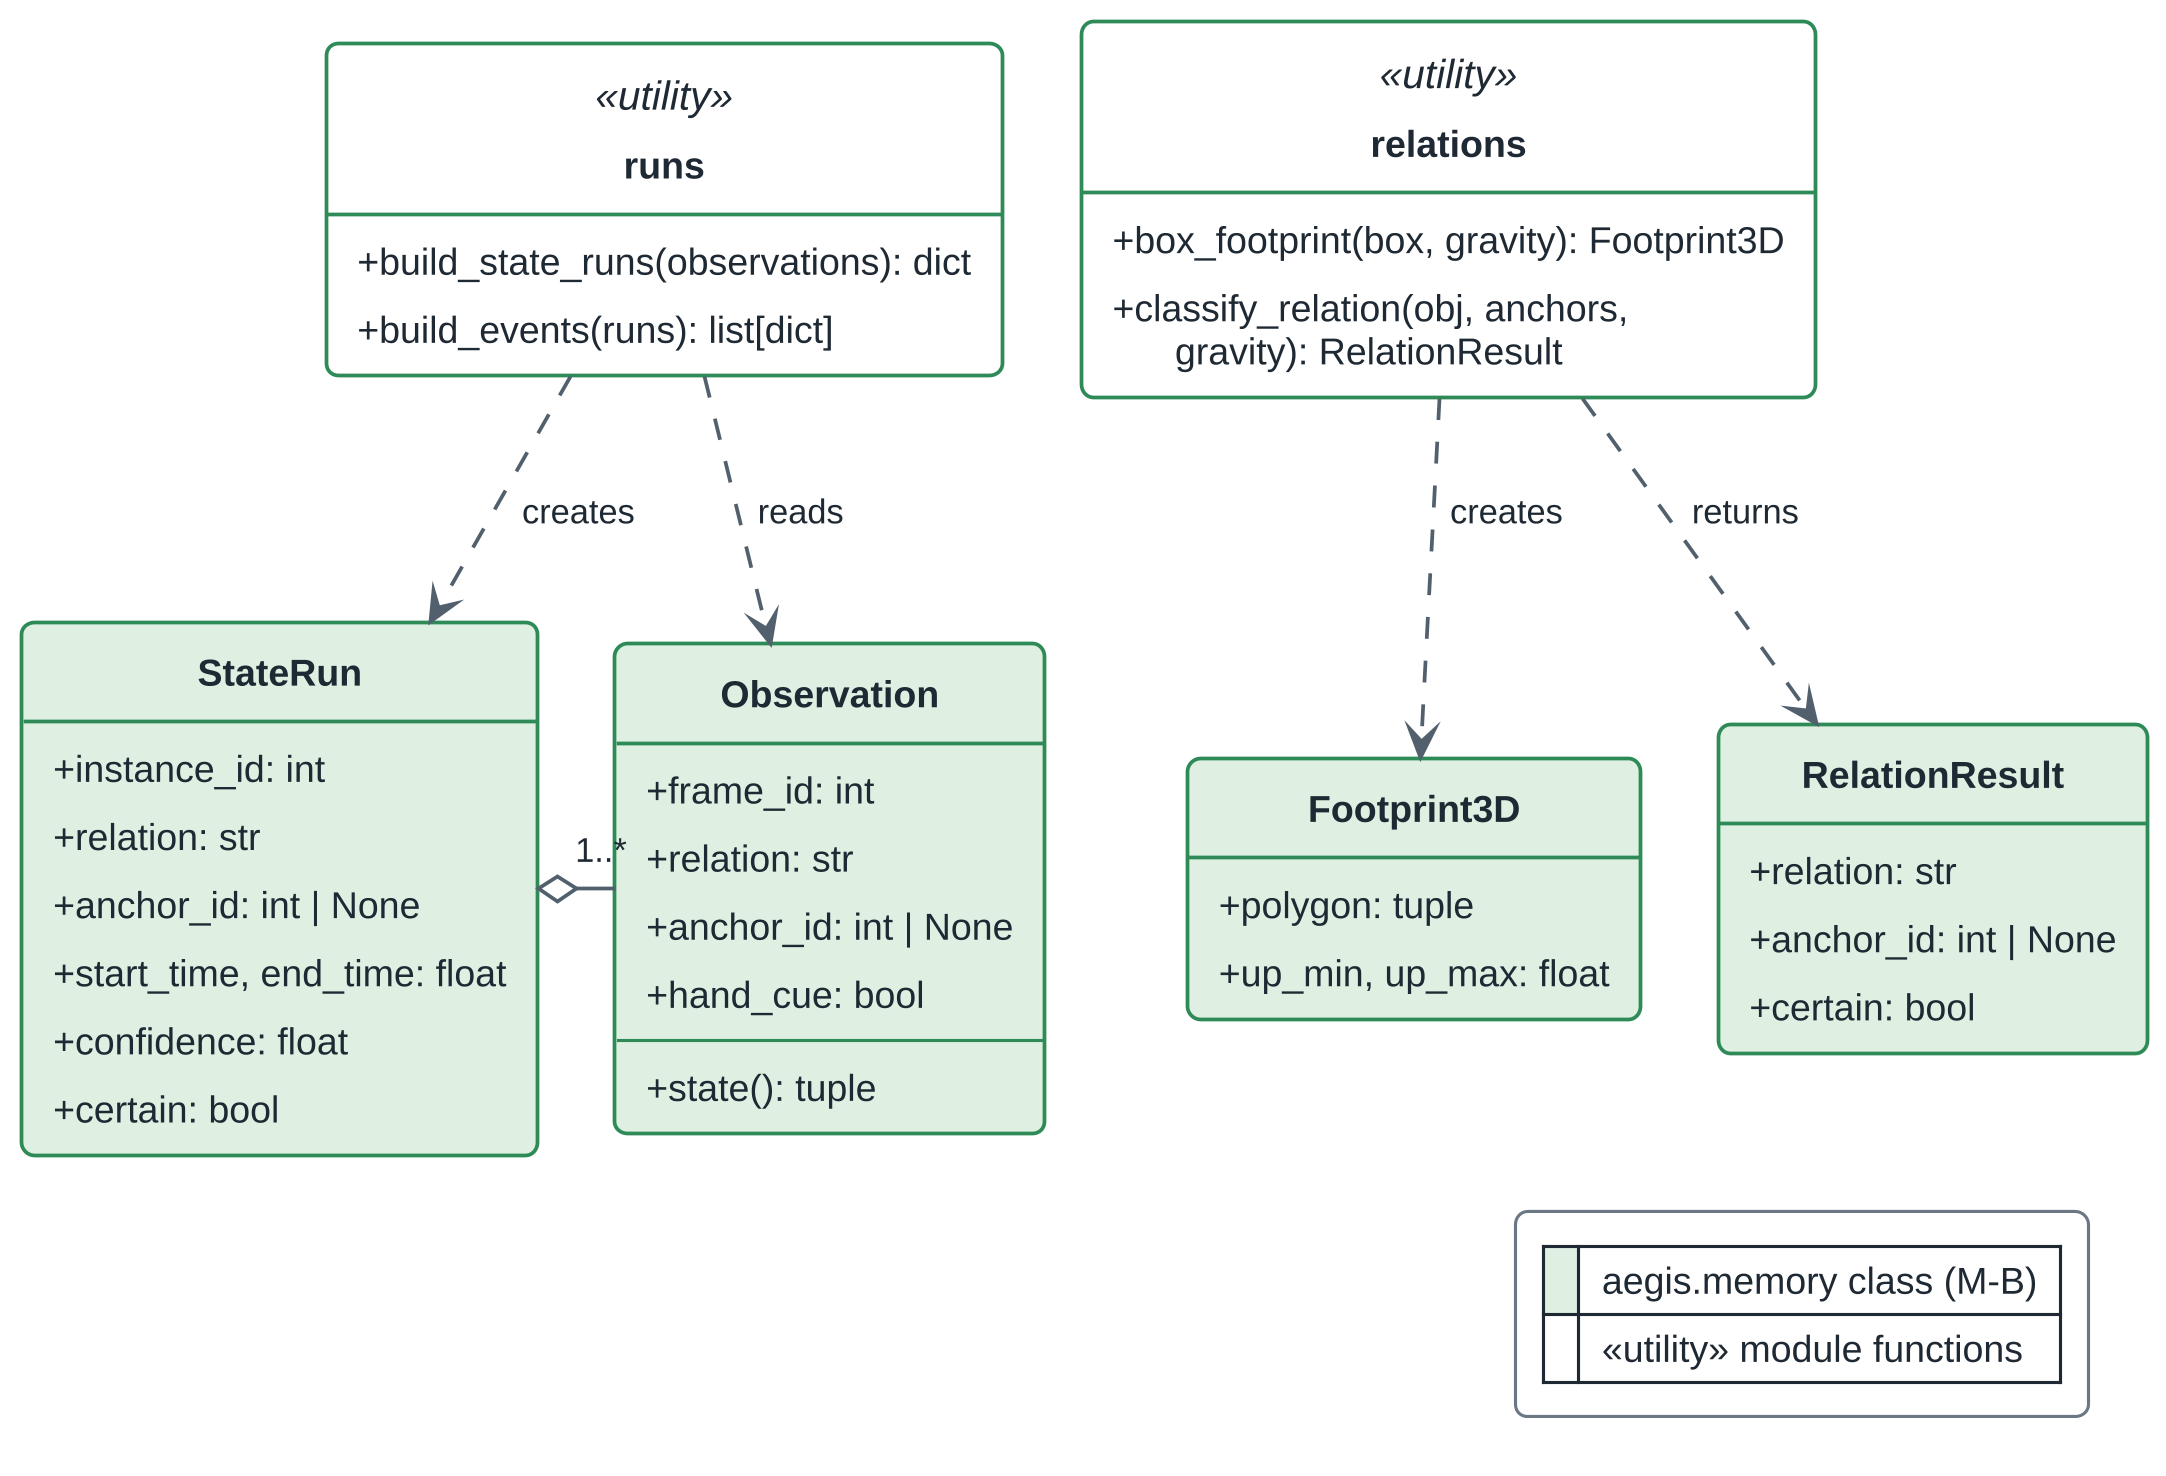 «utility»
runs
+build_state_runs(observations): dict
+build_events(runs): list[dict]
«utility»
relations
+box_footprint(box, gravity): Footprint3D
+classify_relation(obj, anchors,
gravity): RelationResult
creates
reads
creates
returns
StateRun
+instance_id: int
+relation: str
+anchor_id: int | None
+start_time, end_time: float
+confidence: float
+certain: bool
1..*
Observation
+frame_id: int
+relation: str
+anchor_id: int | None
+hand_cue: bool
+state(): tuple
Footprint3D
+polygon: tuple
+up_min, up_max: float
RelationResult
+relation: str
+anchor_id: int | None
+certain: bool
aegis.memory class (M-B)
«utility» module functions